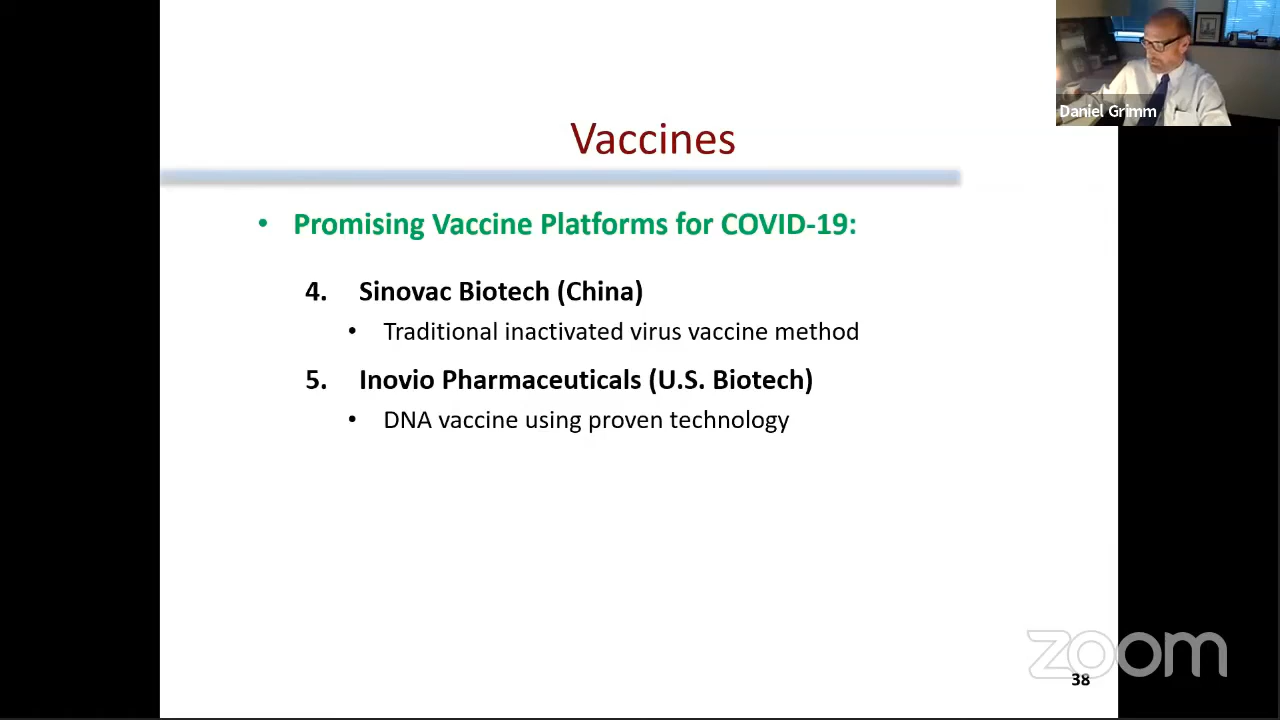 Daniel Grimm
Vaccines
• Promising Vaccine Platforms for COVID-19:
4. Sinovac Biotech (China)
• Traditional inactivated virus vaccine method
5. Inovio Pharmaceuticals (U.S. Biotech)
• DNA vaccine using proven technology
zoom
38